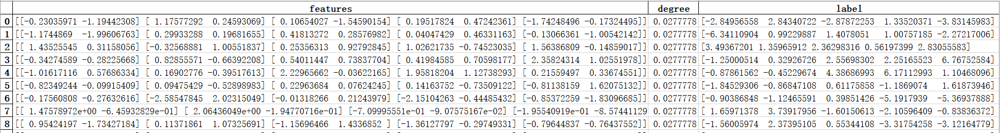 features degree label
0 [[-0.23035971 -1.19442308] [ 1.17577292 0.24593069] [ 0.10654027 -1.54590154] [ 0.19517824 0.47242361] [-1.74248496 -0.17324495]] 0.0277778 [-2.84956558 2.84340722 -2.87872253 1.33520371 -3.83145983]
1 [[-1.1744869 -1.99606763] [ 0.29933288 0.19681655] [ 0.41813272 0.28576982] [ 0.04047429 0.46331163] [-0.13066361 -1.00542142]] 0.0277778 [-6.34110904 0.99229887 1.4078051 1.00757185 -2.27217006]
2 [[ 1.43525545 0.31158056] [-0.32568881 1.00551837] [ 0.25356313 0.92792845] [ 1.02621735 -0.74523035] [ 1.56386809 -0.14859017]] 0.0277778 [3.49367201 1.35965912 2.36298316 0.56197399 2.83055583]
3 [[-0.34274589 -0.28225668] [ 0.82855571 -0.66392208] [ 0.54011447 0.73837704] [ 0.41984585 0.70598177] [ 2.35824314 1.02551978]] 0.0277778 [-1.25000514 0.32926726 2.55698302 2.25165523 6.76752584]
4 [[-1.01617116 0.57686334] [ 0.16902776 -0.39517613] [ 2.22965662 -0.03622165] [ 1.95818204 1.12738293] [ 0.21559497 0.33674451]] 0.0277778 [-0.87861562 -0.45229674 4.38686993 6.17112993 1.10468096]
5 [[-0.82349244 -0.09915409] [ 0.09475429 -0.52898983] [ 0.22963684 0.07624245] [ 0.14163752 -0.73509122] [-0.81138159 1.62075132]] 0.0277778 [-1.84529306 -0.86847108 0.61175858 -1.1869074 1.61873946]
6 [[-0.17560808 -0.27632616] [-2.58547845 2.02315049] [-0.01318266 0.21243979] [-2.15104263 -0.44485432] [-0.85372259 -1.83096685]] 0.0277778 [-0.90386848 -1.12465591 0.39851426 -5.1917939 -5.36937888]
7 [[ 1.47578972e+00 -6.45932829e-01] [ 2.06436049e+00 -1.94770716e-01] [-7.09995551e-01 -9.07575167e-02] [-1.95540919e-01 -8.57441129 0.0277778 [ 1.65971378 3.73917956 -1.60150613 -2.10596409 -0.83836372]
8 [[ 0.95424197 -1.73427184] [ 0.11371861 1.07325691] [-1.15696466 1.4336852 ] [-1.36127797 -0.29749331] [-0.79644837 -0.76437552]] 0.0277778 [-1.56005974 2.37395105 0.55344108 -3.31754258 -3.12164779]